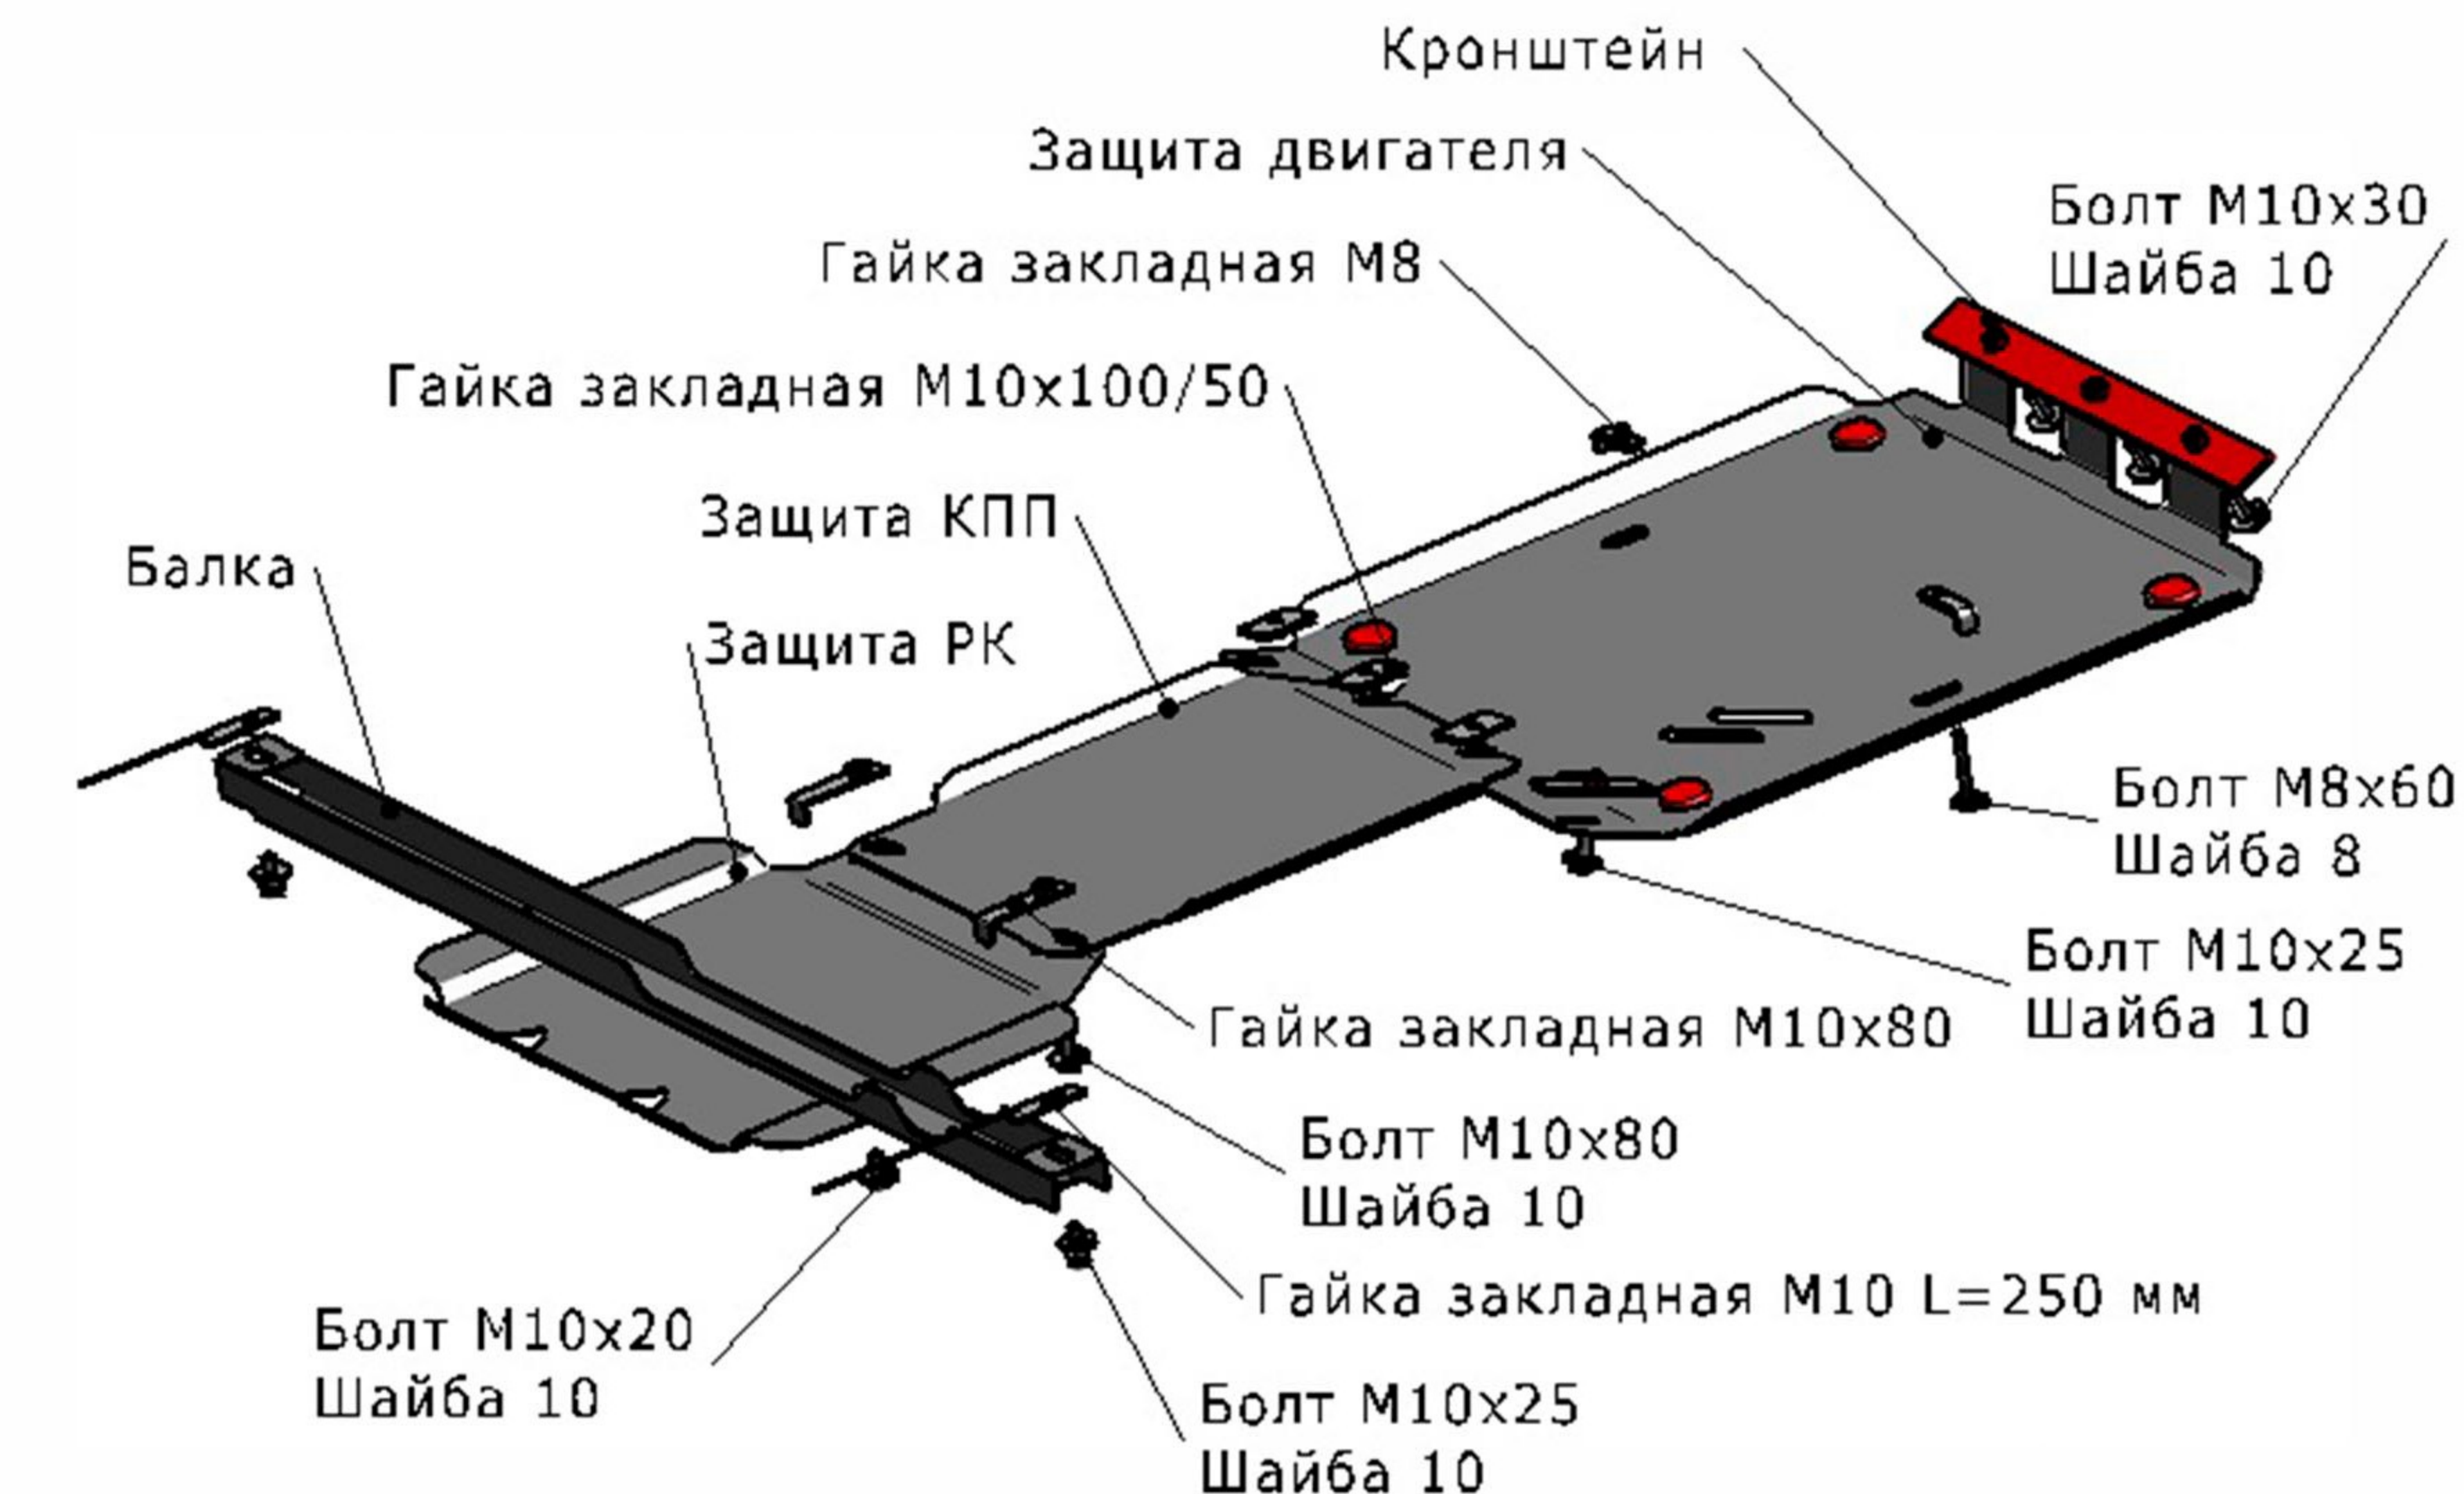 Кронштейн
Защита двигателя
Болт М10х30
Шайба 10
Гайка закладная М8
Гайка закладная М10х100/50
Защита КПП
Балка
Защита РК
Болт М8х60
Шайба 8
Болт М10х25
Шайба 10
Гайка закладная М10х80
Болт М10х80
Шайба 10
Гайка закладная М10 L=250 мм
Болт М10х20
Шайба 10
Болт М10х25
Шайба 10